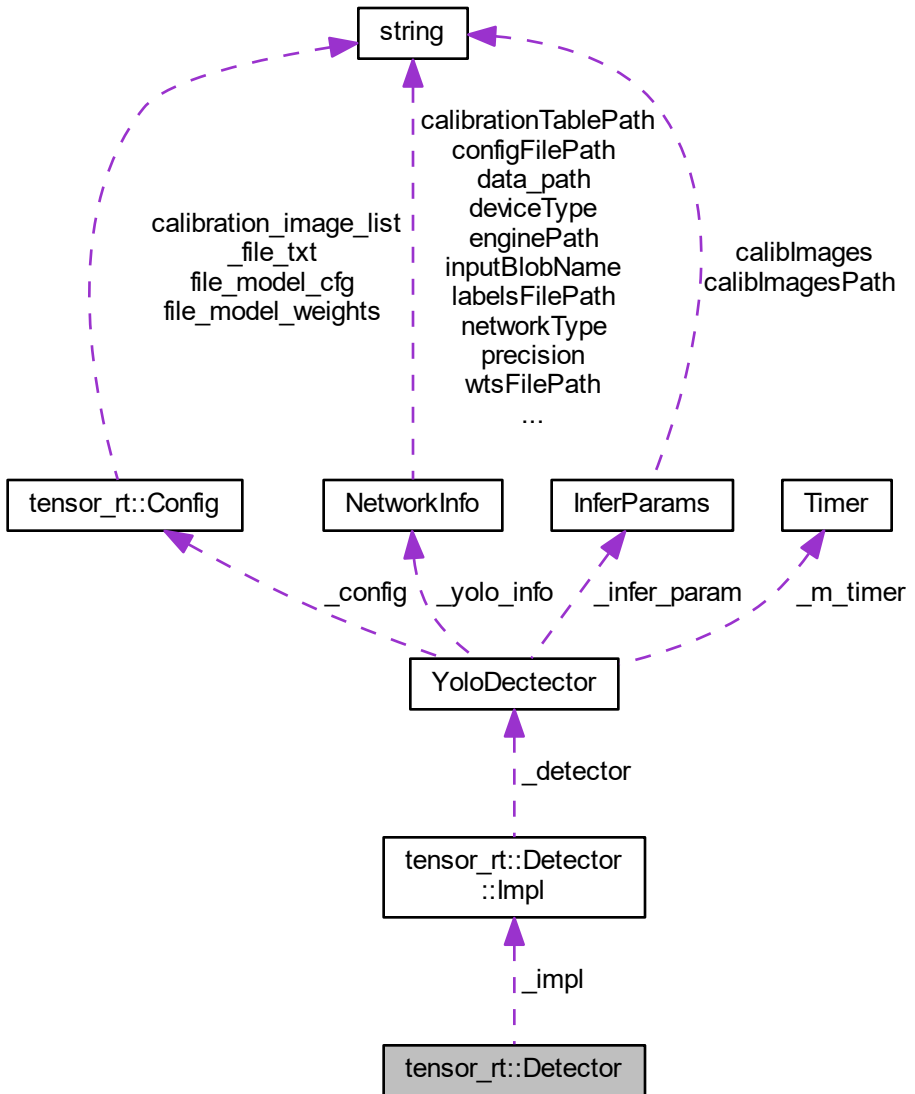 string
calibrationTablePath
configFilePath
data_path
deviceType
enginePath
inputBlobName
labelsFilePath
networkType
precision
wtsFilePath
...
calibration_image_list
_file_txt
file_model_cfg
file_model_weights
calibImages
calibImagesPath
tensor_rt::Config
NetworkInfo
InferParams
Timer
_config
_yolo_info
_infer_param
_m_timer
YoloDectector
_detector
tensor_rt::Detector
::Impl
_impl
tensor_rt::Detector